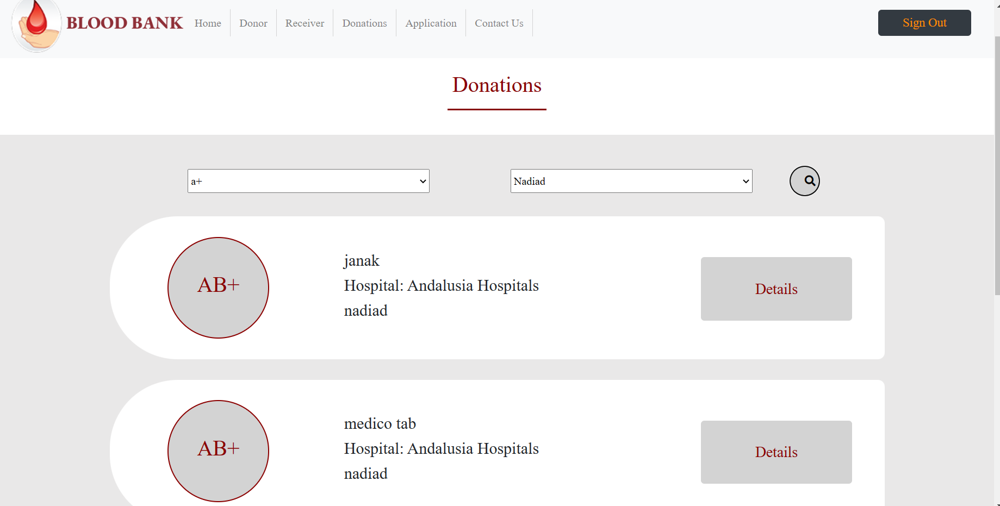 BLOOD BANK
Home
Donor
Receiver
Donations
Application
Contact Us
Sign Out
Donations
a+
Nadiad
AB+
janak
Hospital: Andalusia Hospitals
nadiad
Details
AB+
medico tab
Hospital: Andalusia Hospitals
nadiad
Details